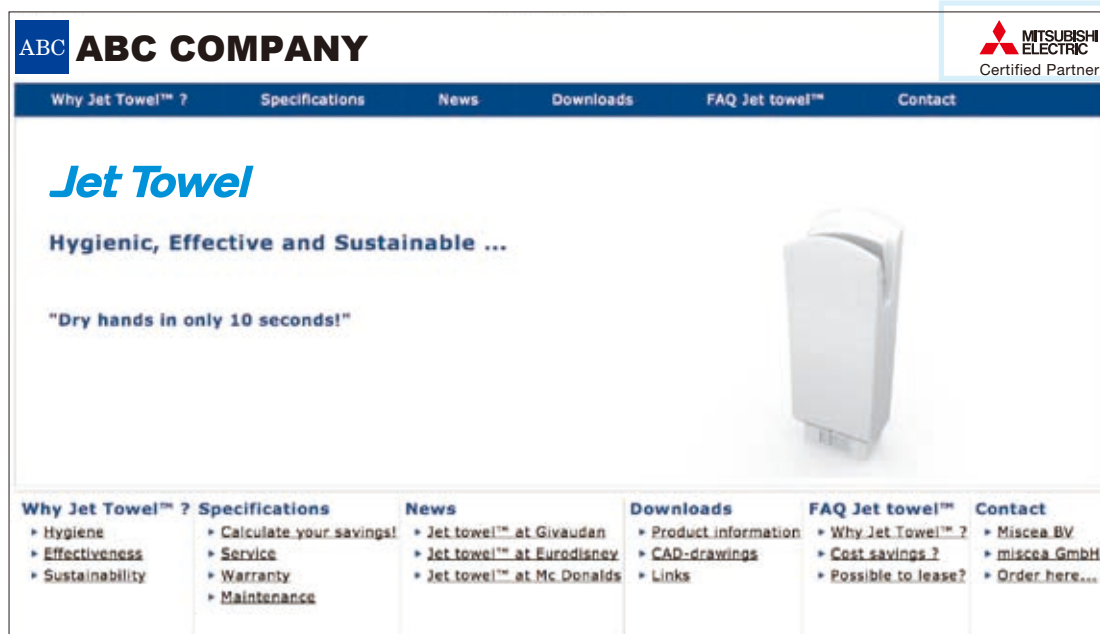 ABC ABC COMPANY
MITSUBISHI
ELECTRIC
Certified Partner
Why Jet Towel™ ? Specifications News Downloads FAQ Jet towel™ Contact
Jet Towel
Hygienic, Effective and Sustainable ...
"Dry hands in only 10 seconds!"
Why Jet Towel™ ?
Hygiene
Effectiveness
Sustainability
Specifications
Calculate your savings!
Service
Warranty
Maintenance
News
Jet towel™ at Givaudan
Jet towel™ at Eurodisney
Jet towel™ at Mc Donalds
Downloads
Product information
CAD-drawings
Links
FAQ Jet towel™
Why Jet Towel™ ?
Cost savings ?
Possible to lease?
Contact
Miscea BV
miscea GmbH
Order here...